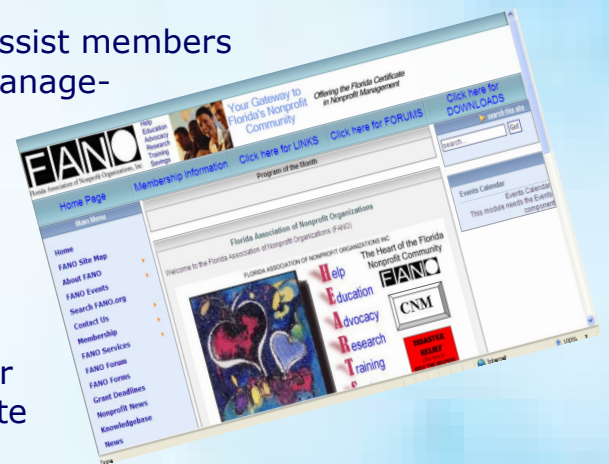 ssist members
anage-
r
te
FANO
Help
Education
Advocacy
Research
Training
Savings
Florida Association of Nonprofit Organizations, Inc
Your Gateway to
Florida's Nonprofit
Community
Offering the Florida Certificate
in Nonprofit Management
Home Page
Membership Information
Click here for LINKS
Click here for FORUMS
Click here for
DOWNLOADS
search this site
search...
Go!
Main Menu
Home
FANO Site Map
About FANO
FANO Events
Search FANO.org
Contact Us
Membership
FANO Services
FANO Forum
FANO Forms
Grant Deadlines
Nonprofit News
Knowledgebase
News
Program of the Month
Florida Association of Nonprofit Organizations
Welcome to the Florida Association of Nonprofit Organizations (FANO)
FLORIDA ASSOCIATION OF NONPROFIT ORGANIZATIONS INC
The Heart of the Florida
Nonprofit Community
Help
Education
Advocacy
Research
Training
S
FANO
CNM
DISASTER
RELIEF
Events Calendar
Events Calendar
This module needs the Events
component
Internet
100%
Done